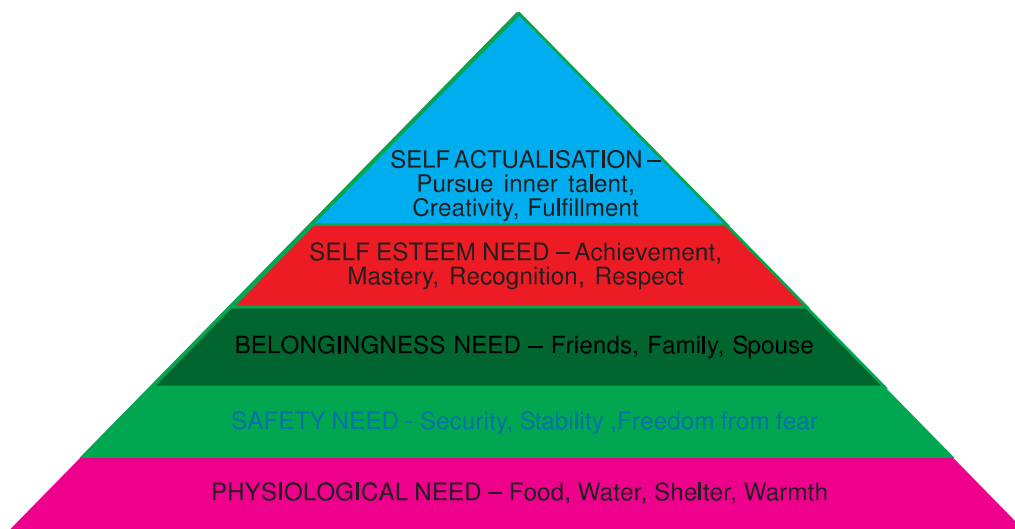 SELF ACTUALISATION –
Pursue inner talent,
Creativity, Fulfillment
SELF ESTEEM NEED – Achievement,
Mastery, Recognition, Respect
BELONGINGNESS NEED – Friends, Family, Spouse
SAFETY NEED - Security, Stability ,Freedom from fear
PHYSIOLOGICAL NEED – Food, Water, Shelter, Warmth